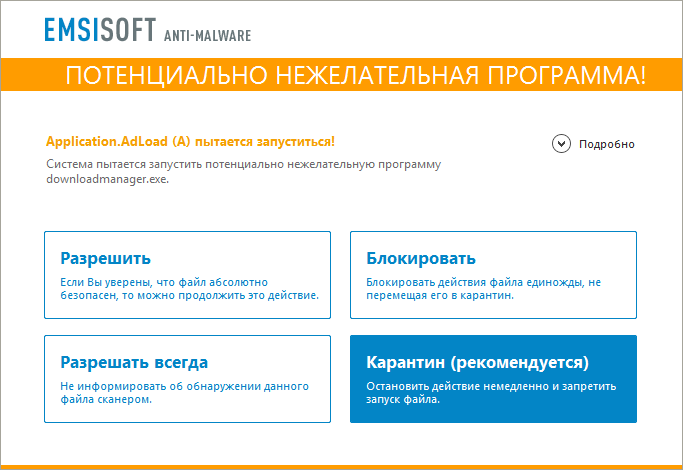 EMSISOFT ANTI-MALWARE
ПОТЕНЦИАЛЬНО НЕЖЕЛАТЕЛЬНАЯ ПРОГРАММА!
Application.AdLoad (A) пытается запуститься!
Подробно
Система пытается запустить потенциально нежелательную программу
downloadmanager.exe.
Разрешить
Если Вы уверены, что файл абсолютно
безопасен, то можно продолжить это действие.
Блокировать
Блокировать действия файла единожды, не
перемещая его в карантин.
Разрешать всегда
Не информировать об обнаружении данного
файла сканером.
Карантин (рекомендуется)
Остановить действие немедленно и запретить
запуск файла.